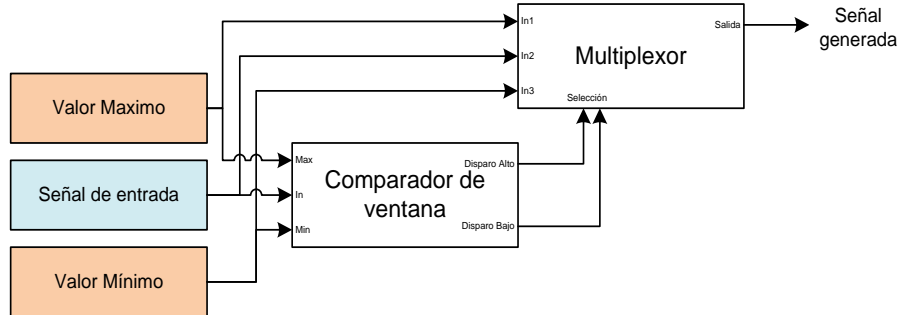 In1
In2
In3
Multiplexor
Selección
Salida
Señal
generada
Valor Maximo
Señal de entrada
Valor Mínimo
Max
In
Min
Comparador de
ventana
Disparo Alto
Disparo Bajo